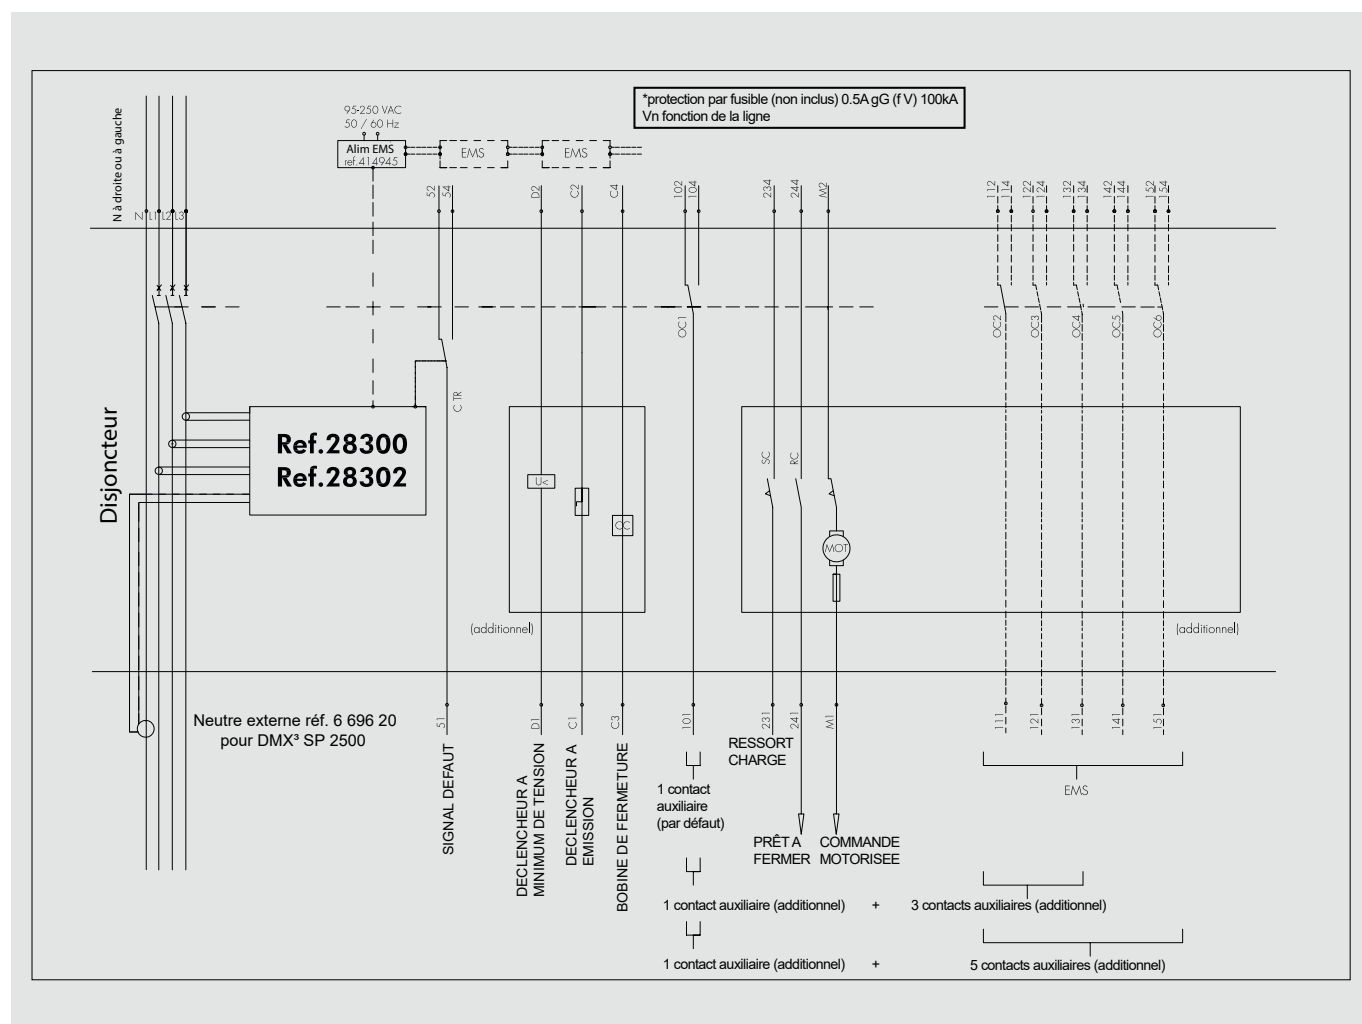 *protection par fusible (non inclus) 0.5A gG (f V) 100kA
Vn fonction de la ligne
95-250 VAC
50 / 60 Hz
Alim EMS
ref.414945
EMS
EMS
N à droite ou à gauche
N
L1
L2
L3
52
54
D2
C2
C4
102
104
234
244
M2
112
114
122
124
132
134
142
144
152
154
OC1
OC2
OC3
OC4
OC5
OC6
C TR
Disjoncteur
Ref.28300
Ref.28302
U<
CC
SC
RC
MOT
(additionnel)
(additionnel)
Neutre externe réf. 6 696 20
pour DMX³ SP 2500
51
D1
C1
C3
101
231
241
M1
111
121
131
141
151
SIGNAL DEFAUT
DECLENCHEUR A
MINIMUM DE TENSION
DECLENCHEUR A
EMISSION
BOBINE DE FERMETURE
RESSORT
CHARGE
1 contact
auxiliaire
(par défaut)
PRÊT A
FERMER
COMMANDE
MOTORISEE
EMS
1 contact auxiliaire (additionnel) + 3 contacts auxiliaires (additionnel)
1 contact auxiliaire (additionnel) + 5 contacts auxiliaires (additionnel)